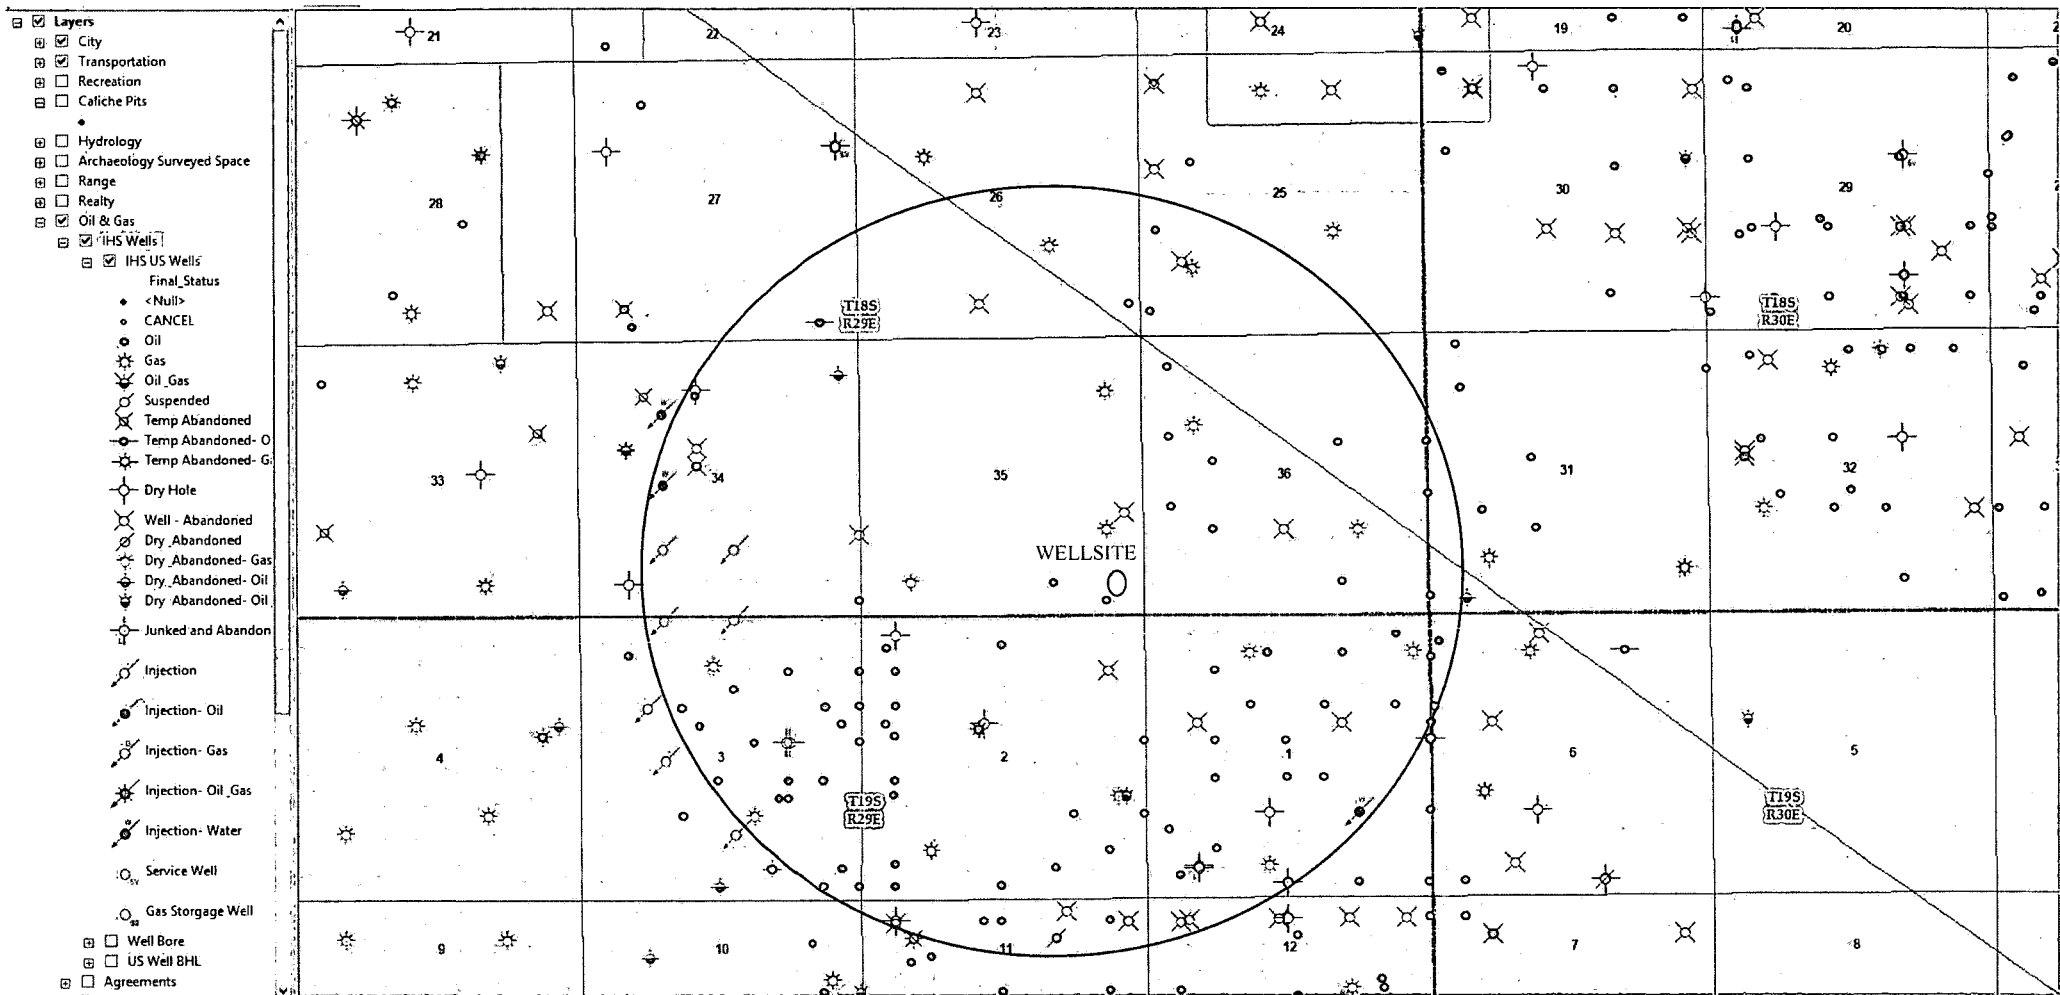 Layers
City
Transportation
Recreation
Caliche Pits
Hydrology
Archaeology Surveyed Space
Range
Realty
Oil & Gas
IHS Wells
IHS US Wells
Final_Status
<Null>
CANCEL
Oil
Gas
Oil_Gas
Suspended
Temp Abandoned
Temp Abandoned- O
Temp Abandoned- G
Dry Hole
Well - Abandoned
Dry_Abandoned
Dry_Abandoned- Gas
Dry_Abandoned- Oil
Dry Abandoned- Oil
Junked and Abandon
Injection
Injection- Oil
Injection- Gas
Injection- Oil_Gas
Injection- Water
Service Well
Gas Storgage Well
Well Bore
US Well BHL
Agreements
21 22 23 24 19 20 2
28 27 26 25 30 29 2
T18S
R29E
T18S
R30E
33 34 35 36 31 32
WELLSITE
4 3 2 1 6 5
T19S
R29E
T19S
R30E
9 10 11 12 7 8